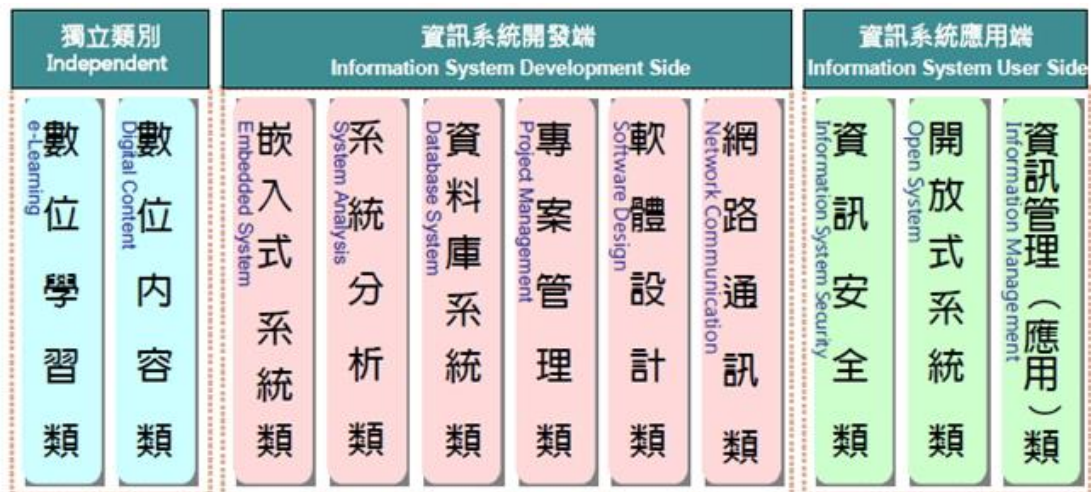 獨立類別
Independent
資訊系統開發端
Information System Development Side
資訊系統應用端
Information System User Side
數位學習類
e-Learning
數位內容類
Digital Content
嵌入式系統類
Embedded System
系統分析類
System Analysis
資料庫系統類
Database System
專案管理類
Project Management
軟體設計類
Software Design
網路通訊類
Network Communication
資訊安全類
Information System Security
開放式系統類
Open System
資訊管理(應用)類
Information Management